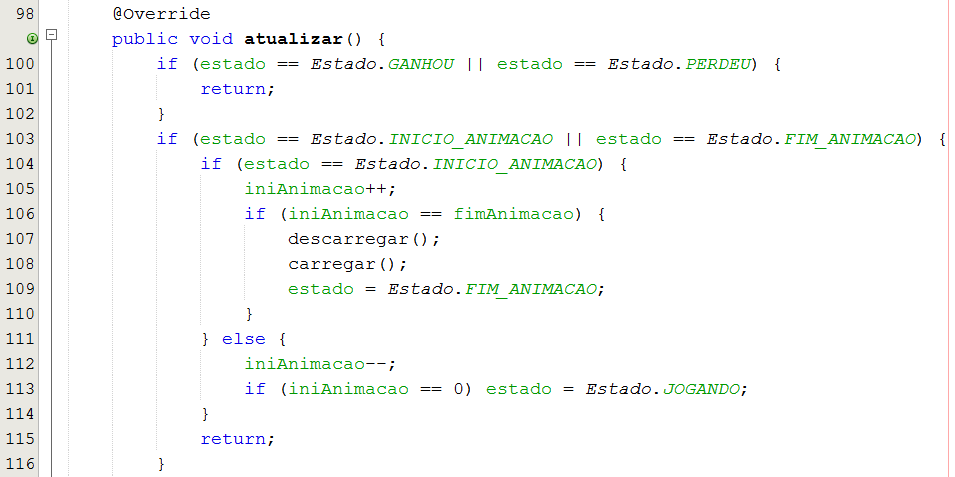 98 @Override
public void atualizar() {
100 if (estado == Estado.GANHOU || estado == Estado.PERDEU) {
101 return;
102 }
103 if (estado == Estado.INICIO_ANIMACAO || estado == Estado.FIM_ANIMACAO) {
104 if (estado == Estado.INICIO_ANIMACAO) {
105 iniAnimacao++;
106 if (iniAnimacao == fimAnimacao) {
107 descarregar();
108 carregar();
109 estado = Estado.FIM_ANIMACAO;
110 }
111 } else {
112 iniAnimacao--;
113 if (iniAnimacao == 0) estado = Estado.JOGANDO;
114 }
115 return;
116 }